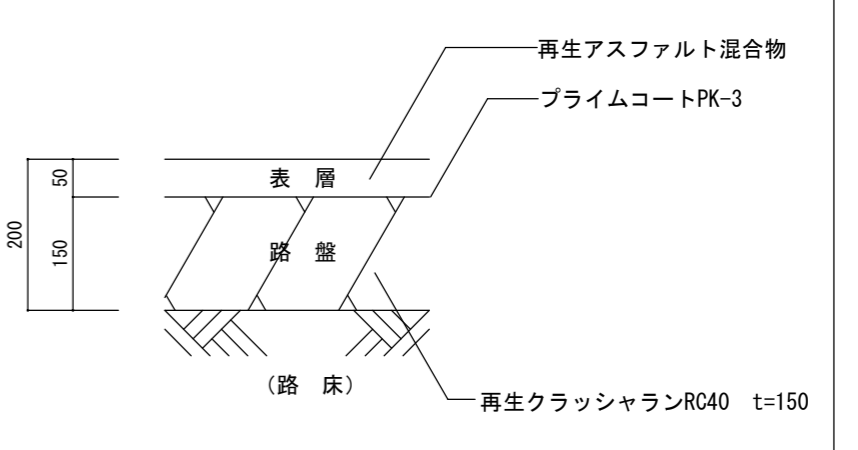 再生アスファルト混合物
プライムコートPK-3
50
表 層
200
150
路 盤
(路 床)
再生クラッシャランRC40 t=150